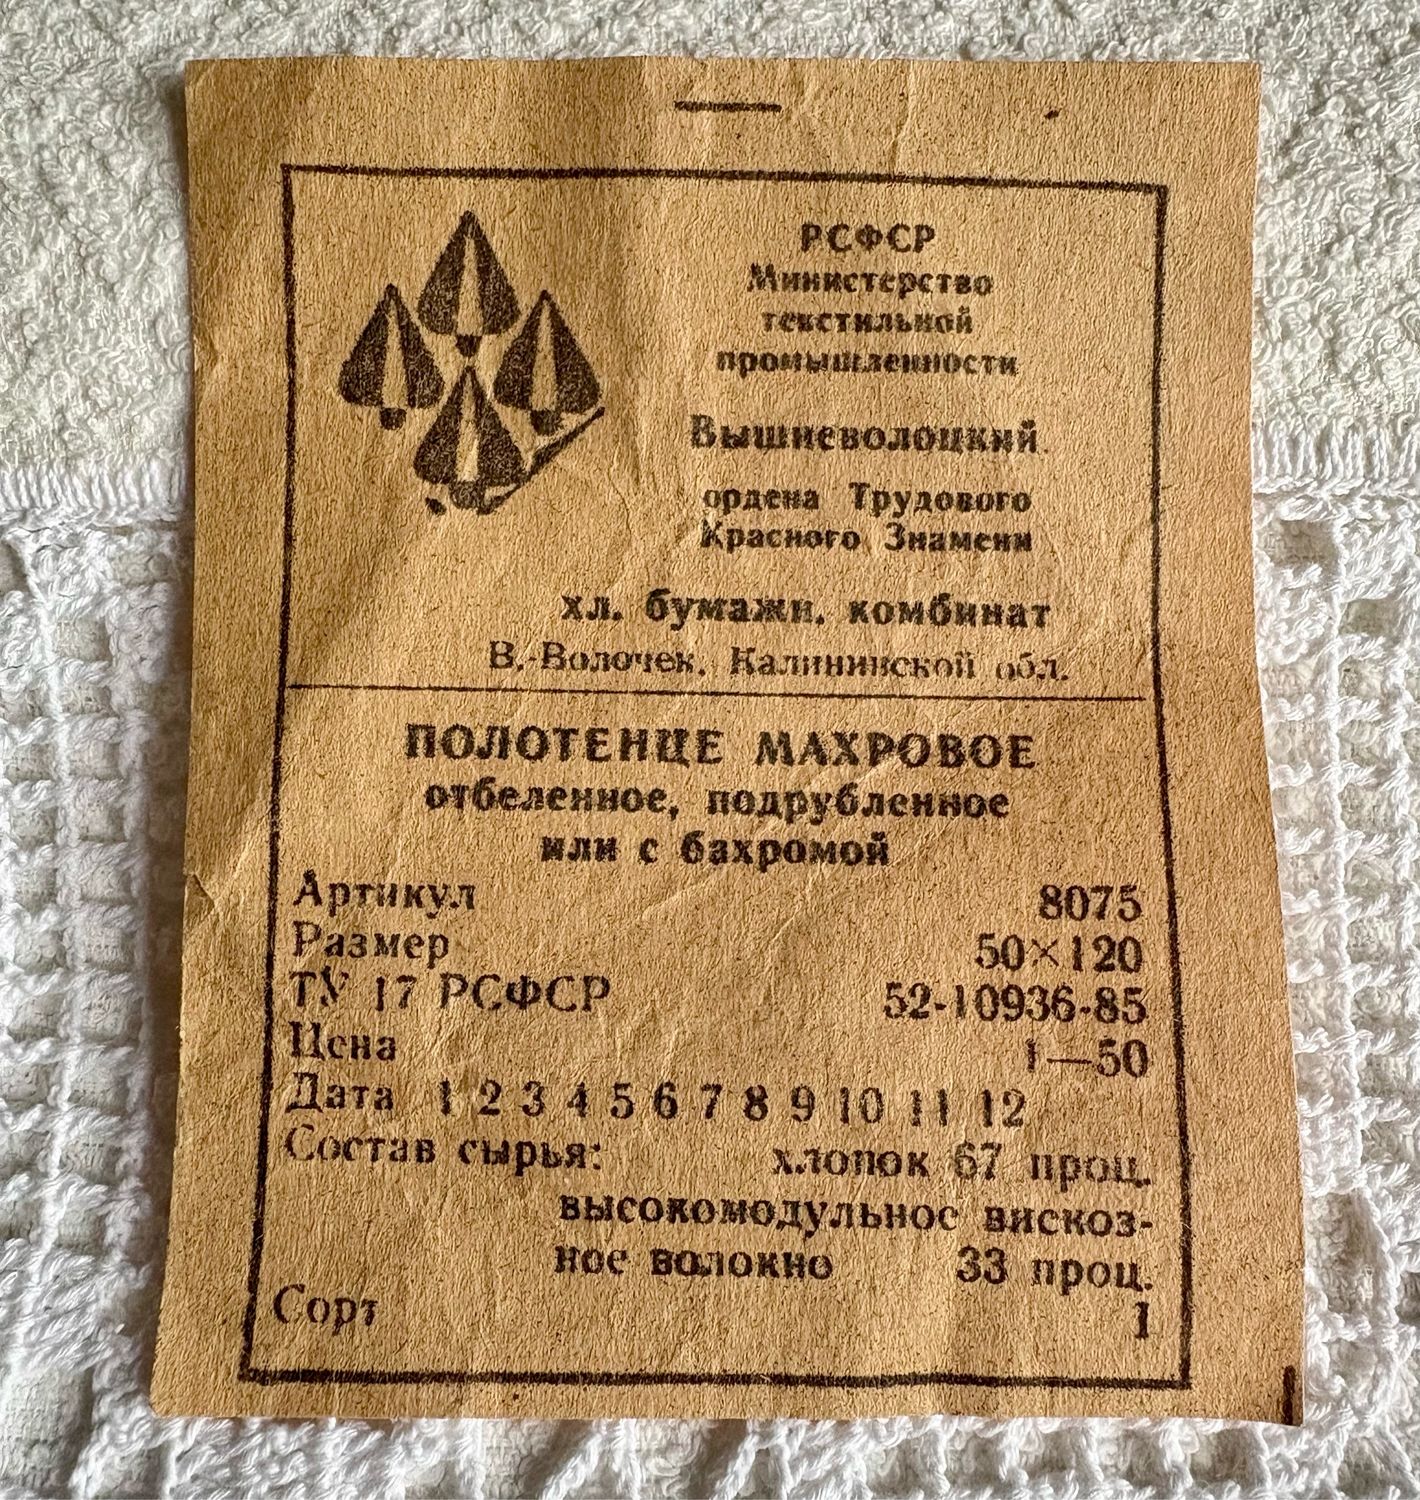 РСФСР
Министерство
текстильной
промышленности
Вышневолоцкий
ордена Трудового
Красного Знамени
хл. бумажн. комбинат
В.-Волочек, Калининской обл.
ПОЛОТЕНЦЕ МАХРОВОЕ
отбеленное, подрубленное
или с бахромой
Артикул 8075
Размер 50×120
ТУ 17 РСФСР 52-10936-85
Цена 1—50
Дата 1 2 3 4 5 6 7 8 9 10 11 12
Состав сырья: хлопок 67 проц.
высокомодульное вискоз-
ное волокно 33 проц.
Сорт 1